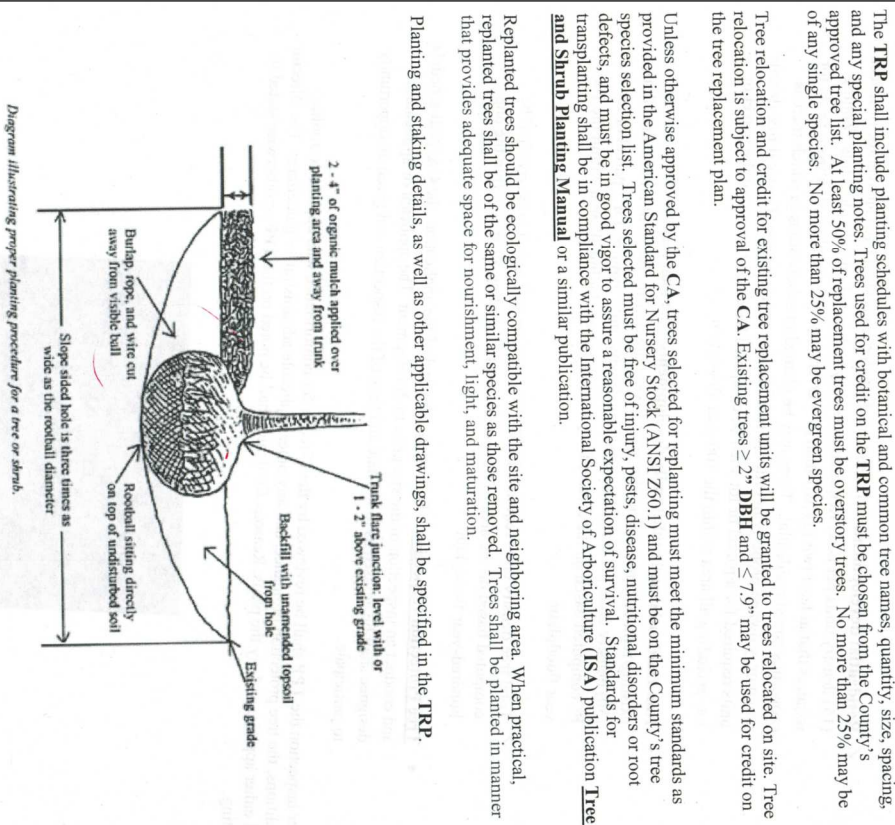 The TRP shall include planting schedules with botanical and common tree names, quantity, size, spacing,
and any special planting notes. Trees used for credit on the TRP must be chosen from the County's
approved tree list. At least 50% of replacement trees must be overstory trees. No more than 25% may be
of any single species. No more than 25% may be evergreen species.
Tree relocation and credit for existing tree replacement units will be granted to trees relocated on site. Tree
relocation is subject to approval of the CA. Existing trees ≥ 2” DBH and ≤ 7.9” may be used for credit on
the tree replacement plan.
Unless otherwise approved by the CA, trees selected for replanting must meet the minimum standards as
provided in the American Standard for Nursery Stock (ANSI Z60.1) and must be on the County's tree
species selection list. Trees selected must be free of injury, pests, disease, nutritional disorders or root
defects, and must be in good vigor to assure a reasonable expectation of survival. Standards for
transplanting shall be in compliance with the International Society of Arboriculture (ISA) publication Tree
and Shrub Planting Manual or a similar publication.
Replanted trees should be ecologically compatible with the site and neighboring area. When practical,
replanted trees shall be of the same or similar species as those removed. Trees shall be planted in manner
that provides adequate space for nourishment, light, and maturation.
Planting and staking details, as well as other applicable drawings, shall be specified in the TRP.
2 - 4" of organic mulch applied over
planting area and away from trunk
Trunk flare junction: level with or
1 - 2" above existing grade
Backfill with unamended topsoil
from hole
Existing grade
Burlap, rope, and wire cut
away from visible ball
Rootball sitting directly
on top of undisturbed soil
Slope sided hole is three times as
wide as the rootball diameter
Diagram illustrating proper planting procedure for a tree or shrub.